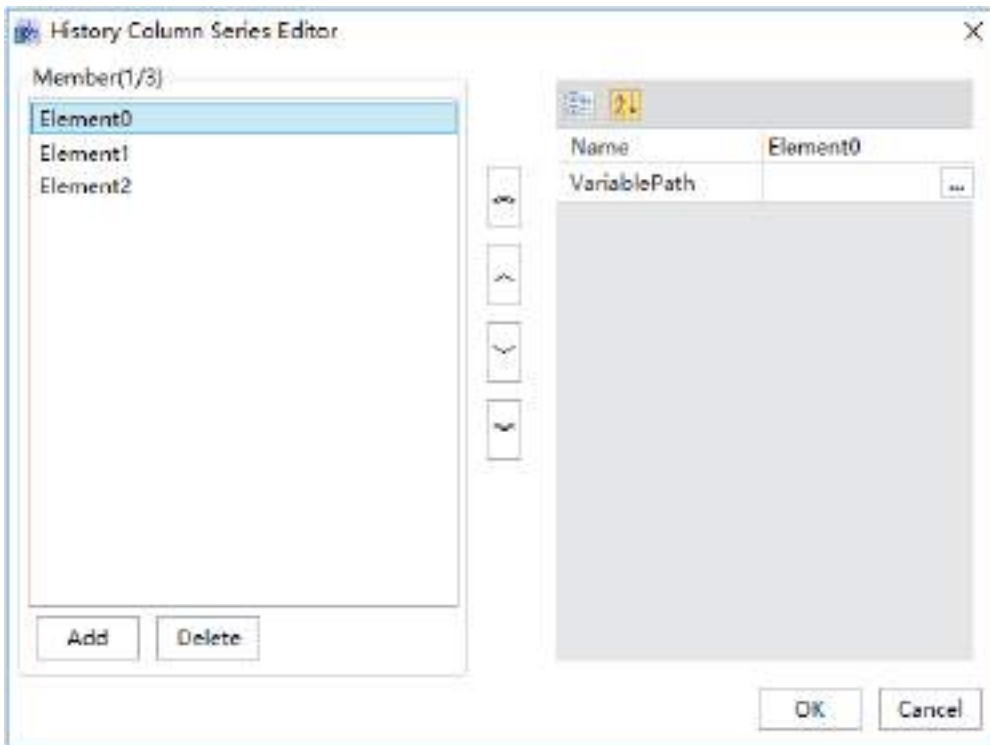 History Column Series Editor
Member(1/3)
Element0
Element1
Element2
Name Element0
VariablePath ...
Add Delete
OK Cancel